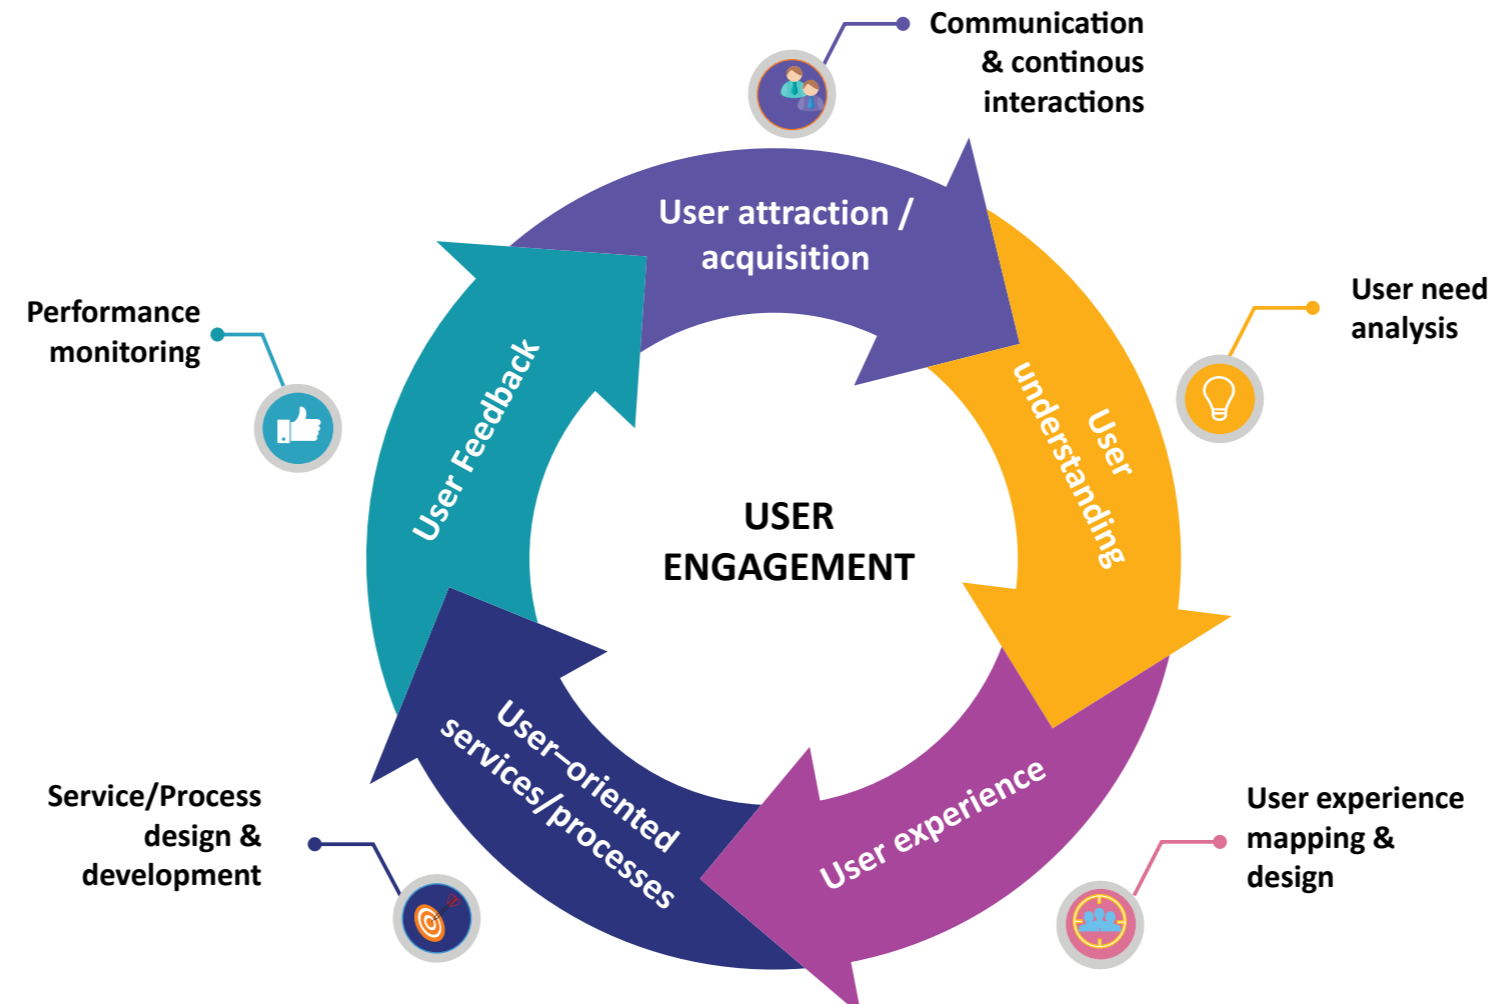 Communication
& continous
interactions
User attraction /
acquisition
User need
analysis
User
understanding
USER
ENGAGEMENT
User experience
User experience
mapping &
design
User–oriented
services/processes
Service/Process
design &
development
User Feedback
Performance
monitoring